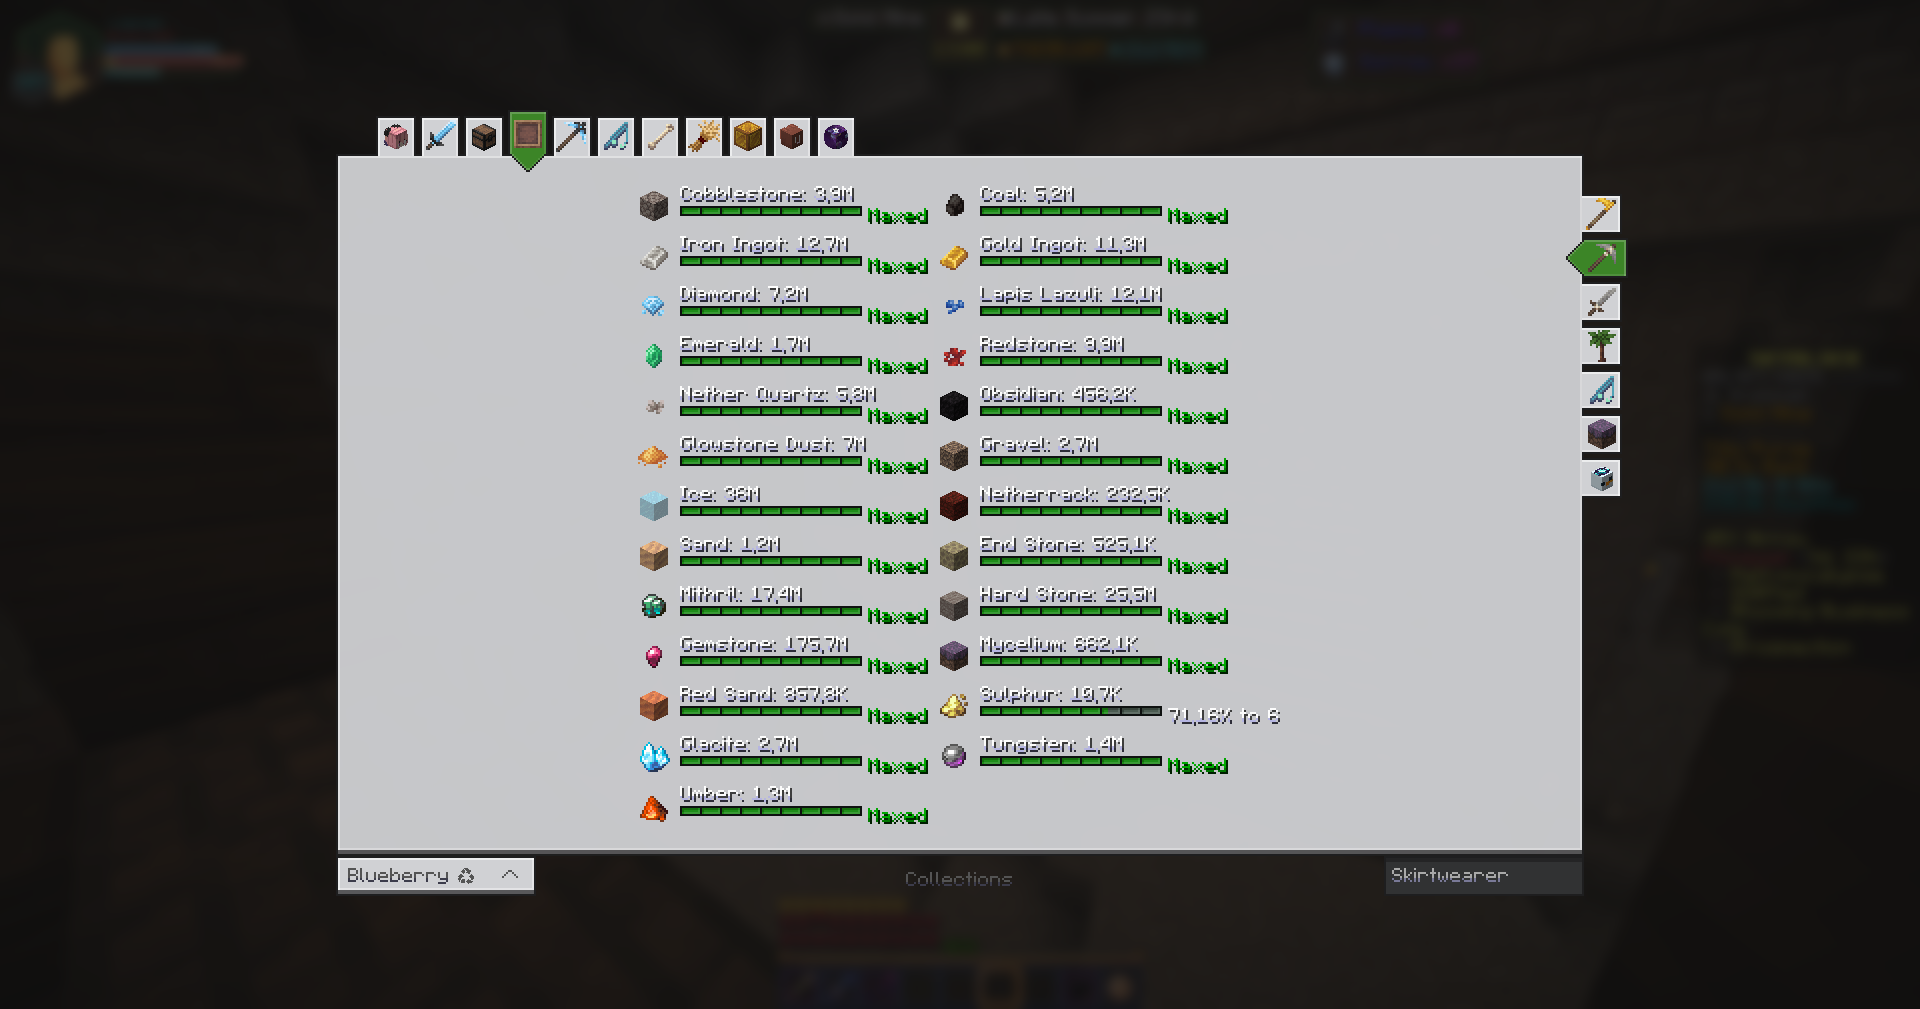 Cobblestone: 3,9M
Maxed
Coal: 5,2M
Maxed
Iron Ingot: 12,7M
Maxed
Gold Ingot: 11,3M
Maxed
Diamond: 7,2M
Maxed
Lapis Lazuli: 12,1M
Maxed
Emerald: 1,7M
Maxed
Redstone: 9,9M
Maxed
Nether Quartz: 5,8M
Maxed
Obsidian: 456,2K
Maxed
Glowstone Dust: 7M
Maxed
Gravel: 2,7M
Maxed
Ice: 36M
Maxed
Netherrack: 232,5K
Maxed
Sand: 1,2M
Maxed
End Stone: 525,1K
Maxed
Mithril: 17,4M
Maxed
Hard Stone: 25,5M
Maxed
Gemstone: 175,7M
Maxed
Mycelium: 662,1K
Maxed
Red Sand: 857,8K
Maxed
Sulphur: 19,7K
71,16% to 6
Glacite: 2,7M
Maxed
Tungsten: 1,4M
Maxed
Umber: 1,3M
Maxed
Blueberry ♲
Collections
Skirtwearer